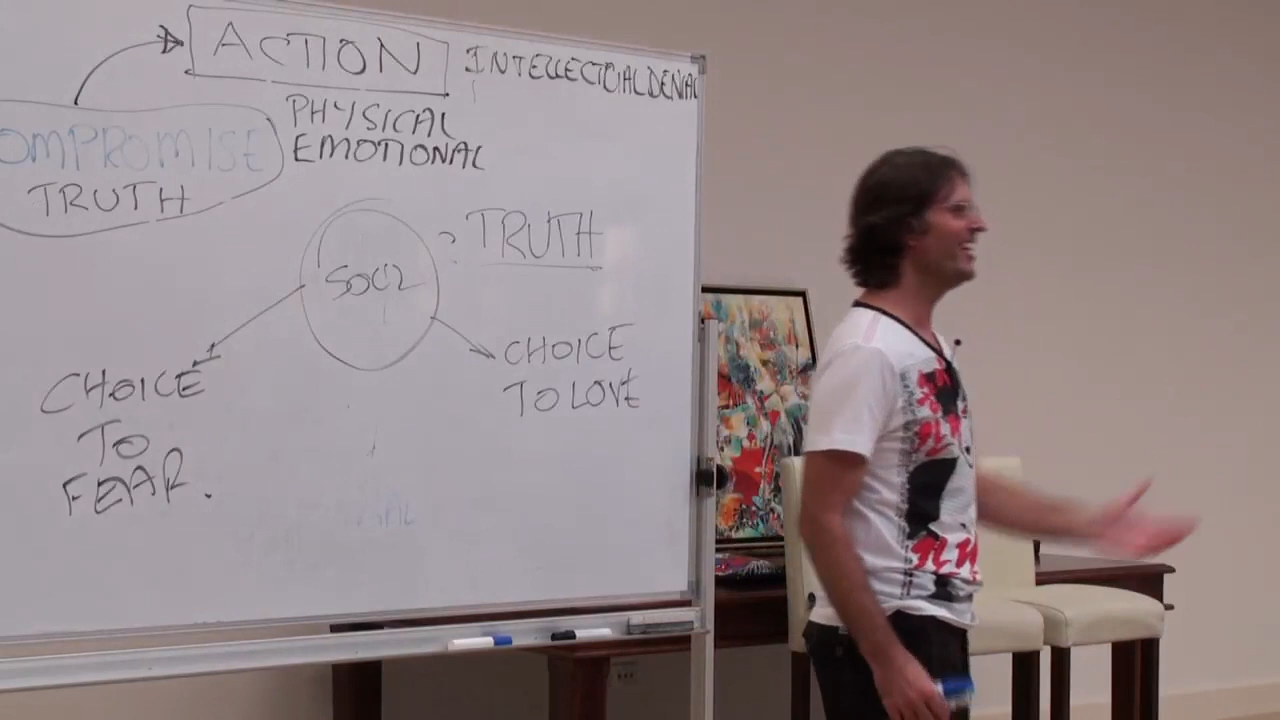 ACTION
INTELLECTUAL DENIAL
PHYSICAL
EMOTIONAL
OMPROMISE
TRUTH
SOUL
? TRUTH
CHOICE
TO LOVE
CHOICE
TO
FEAR.